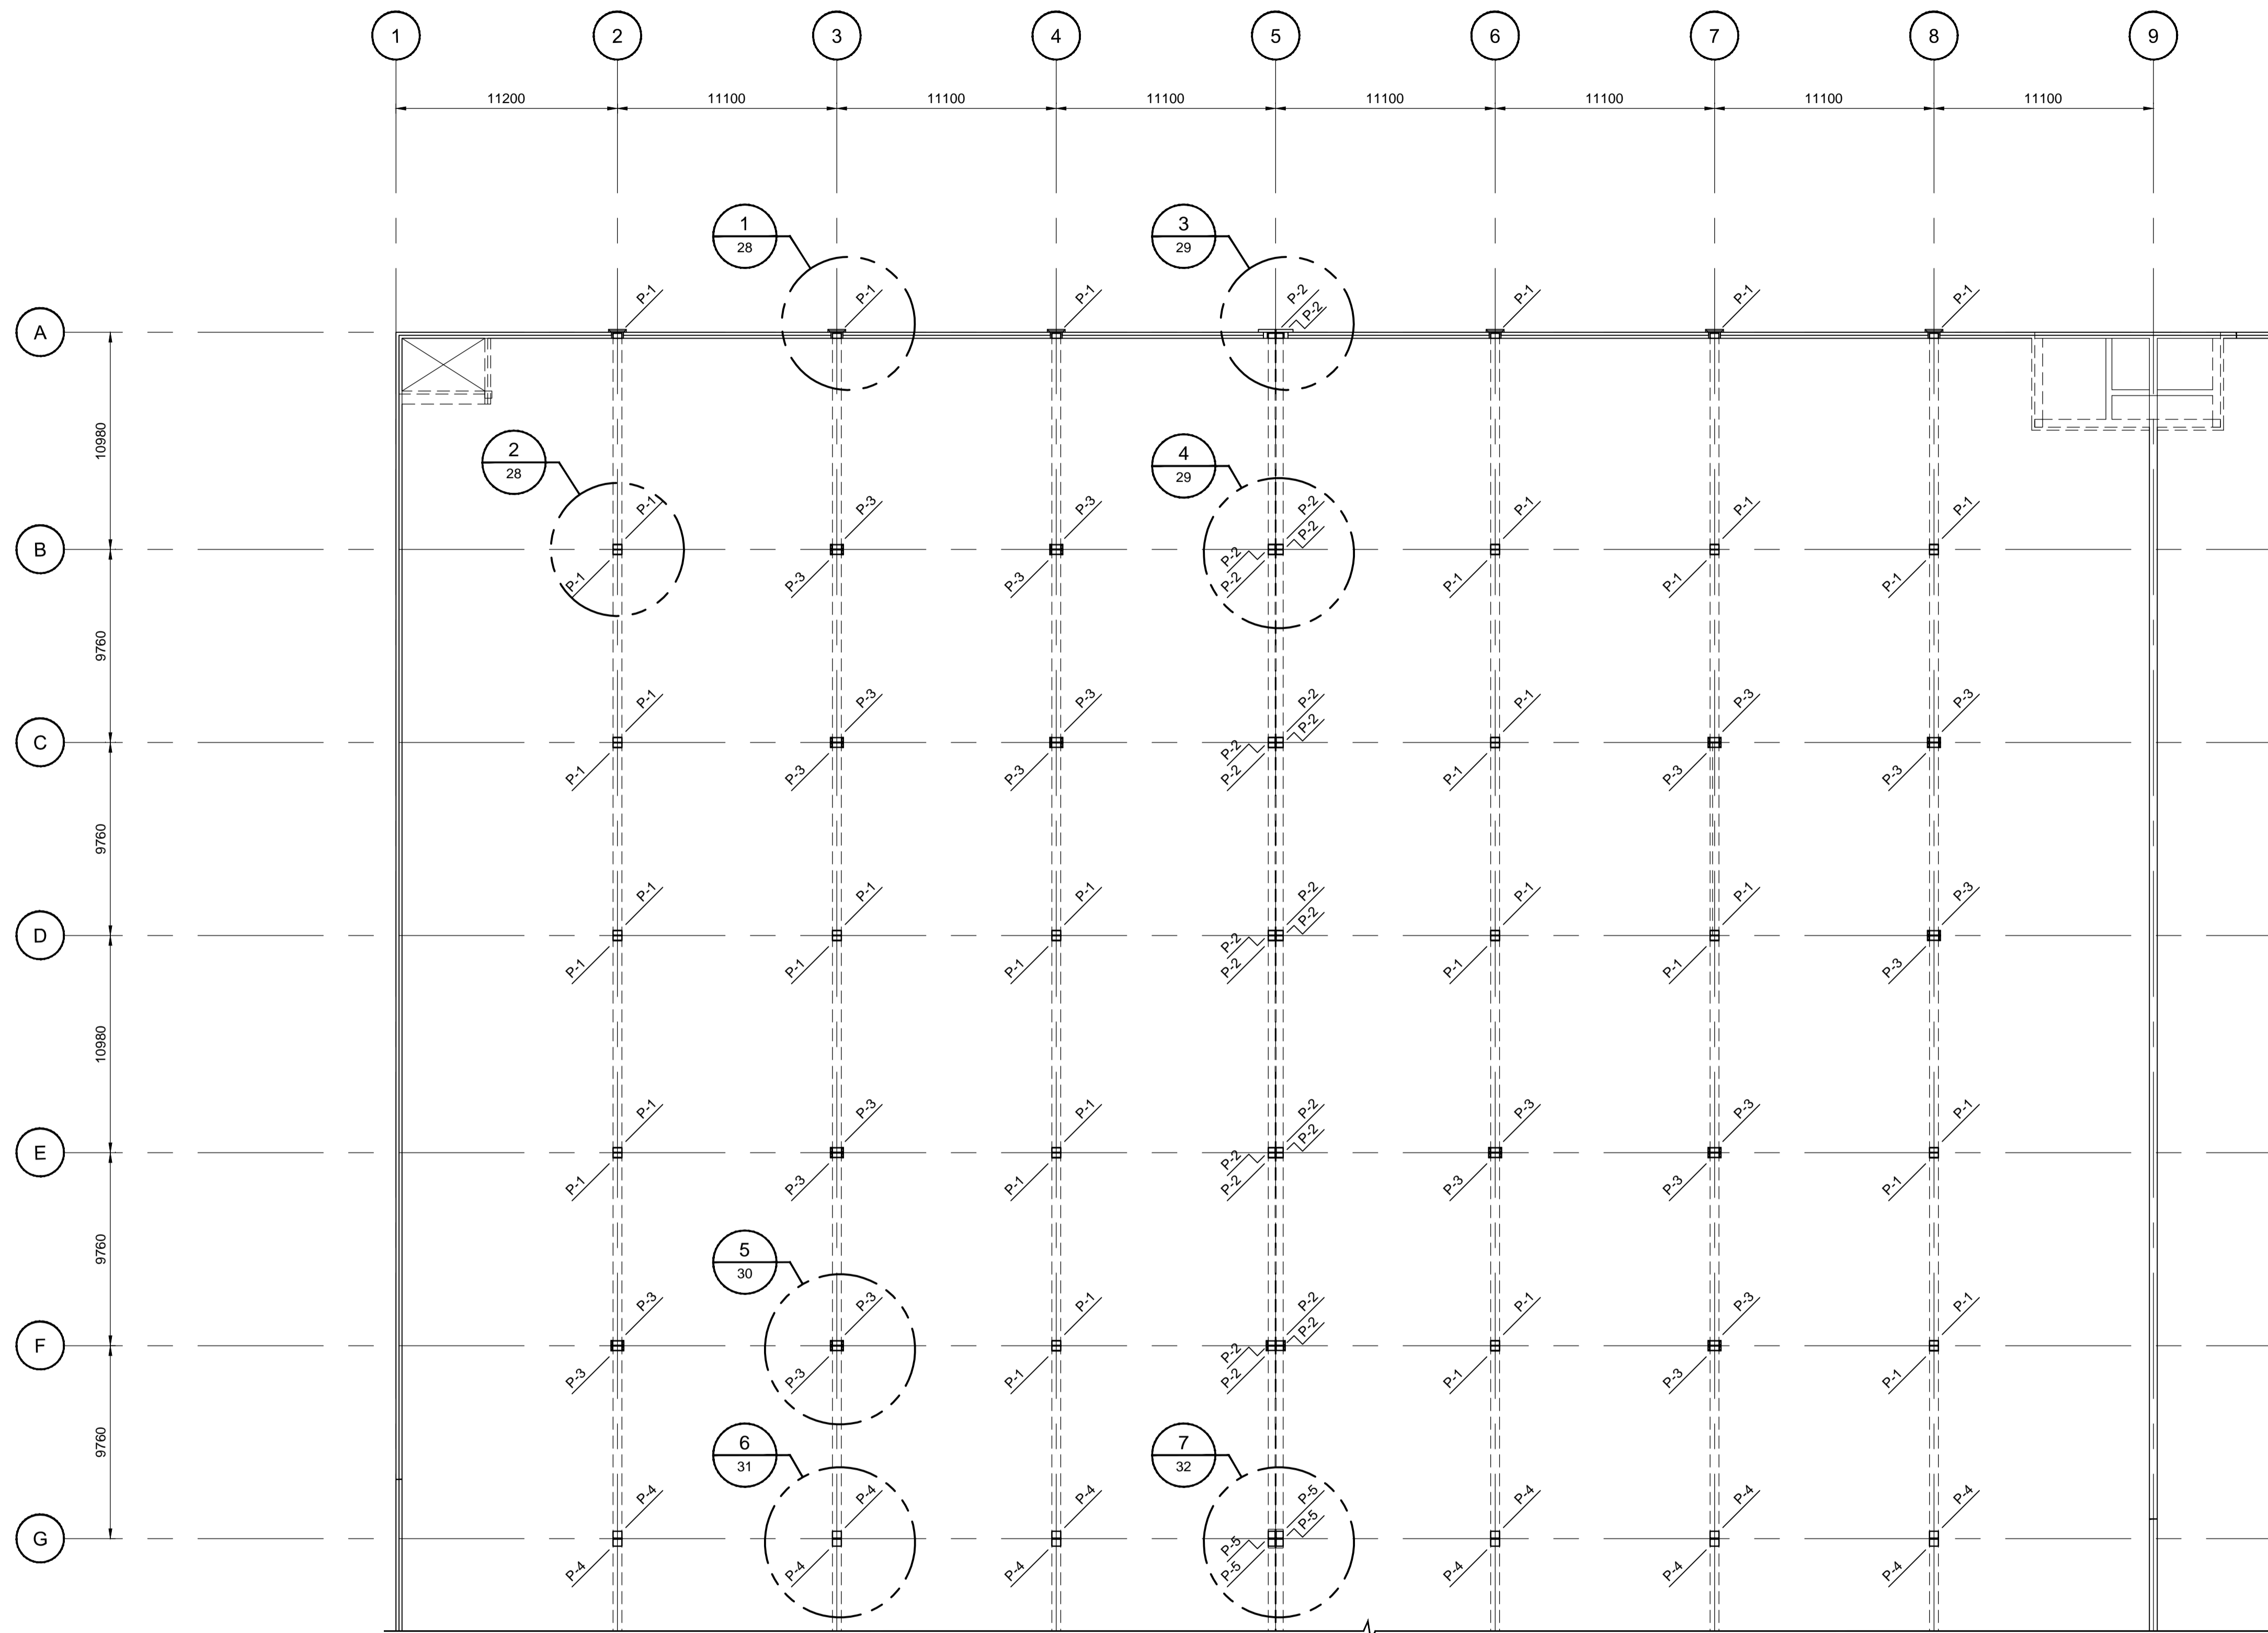 1 2 3 4 5 6 7 8 9
11200 11100 11100 11100 11100 11100 11100 11100
1
28
3
29
P-1 P-1 P-1 P-2 P-1 P-1 P-1
P-2
A
10980
2
28
4
29
P-1 P-3 P-3 P-2 P-1 P-1 P-1
P-2
B
P-2
P-1 P-3 P-3 P-2 P-1 P-1 P-1
9760
P-1 P-3 P-3 P-2 P-1 P-3 P-3
P-2
C
P-2
P-1 P-3 P-3 P-2 P-1 P-3 P-3
9760
P-1 P-1 P-1 P-2 P-1 P-1 P-3
P-2
D
P-2
P-1 P-1 P-1 P-2 P-1 P-1 P-3
10980
P-1 P-3 P-1 P-2 P-3 P-3 P-1
P-2
E
P-2
P-1 P-3 P-1 P-2 P-3 P-3 P-1
9760
5
30
P-3 P-3 P-1 P-2 P-1 P-3 P-1
P-2
F
P-2
P-3 P-3 P-1 P-2 P-1 P-3 P-1
9760
6
31
7
32
P-4 P-4 P-4 P-5 P-4 P-4 P-4
P-5
G
P-5
P-4 P-4 P-4 P-5 P-4 P-4 P-4